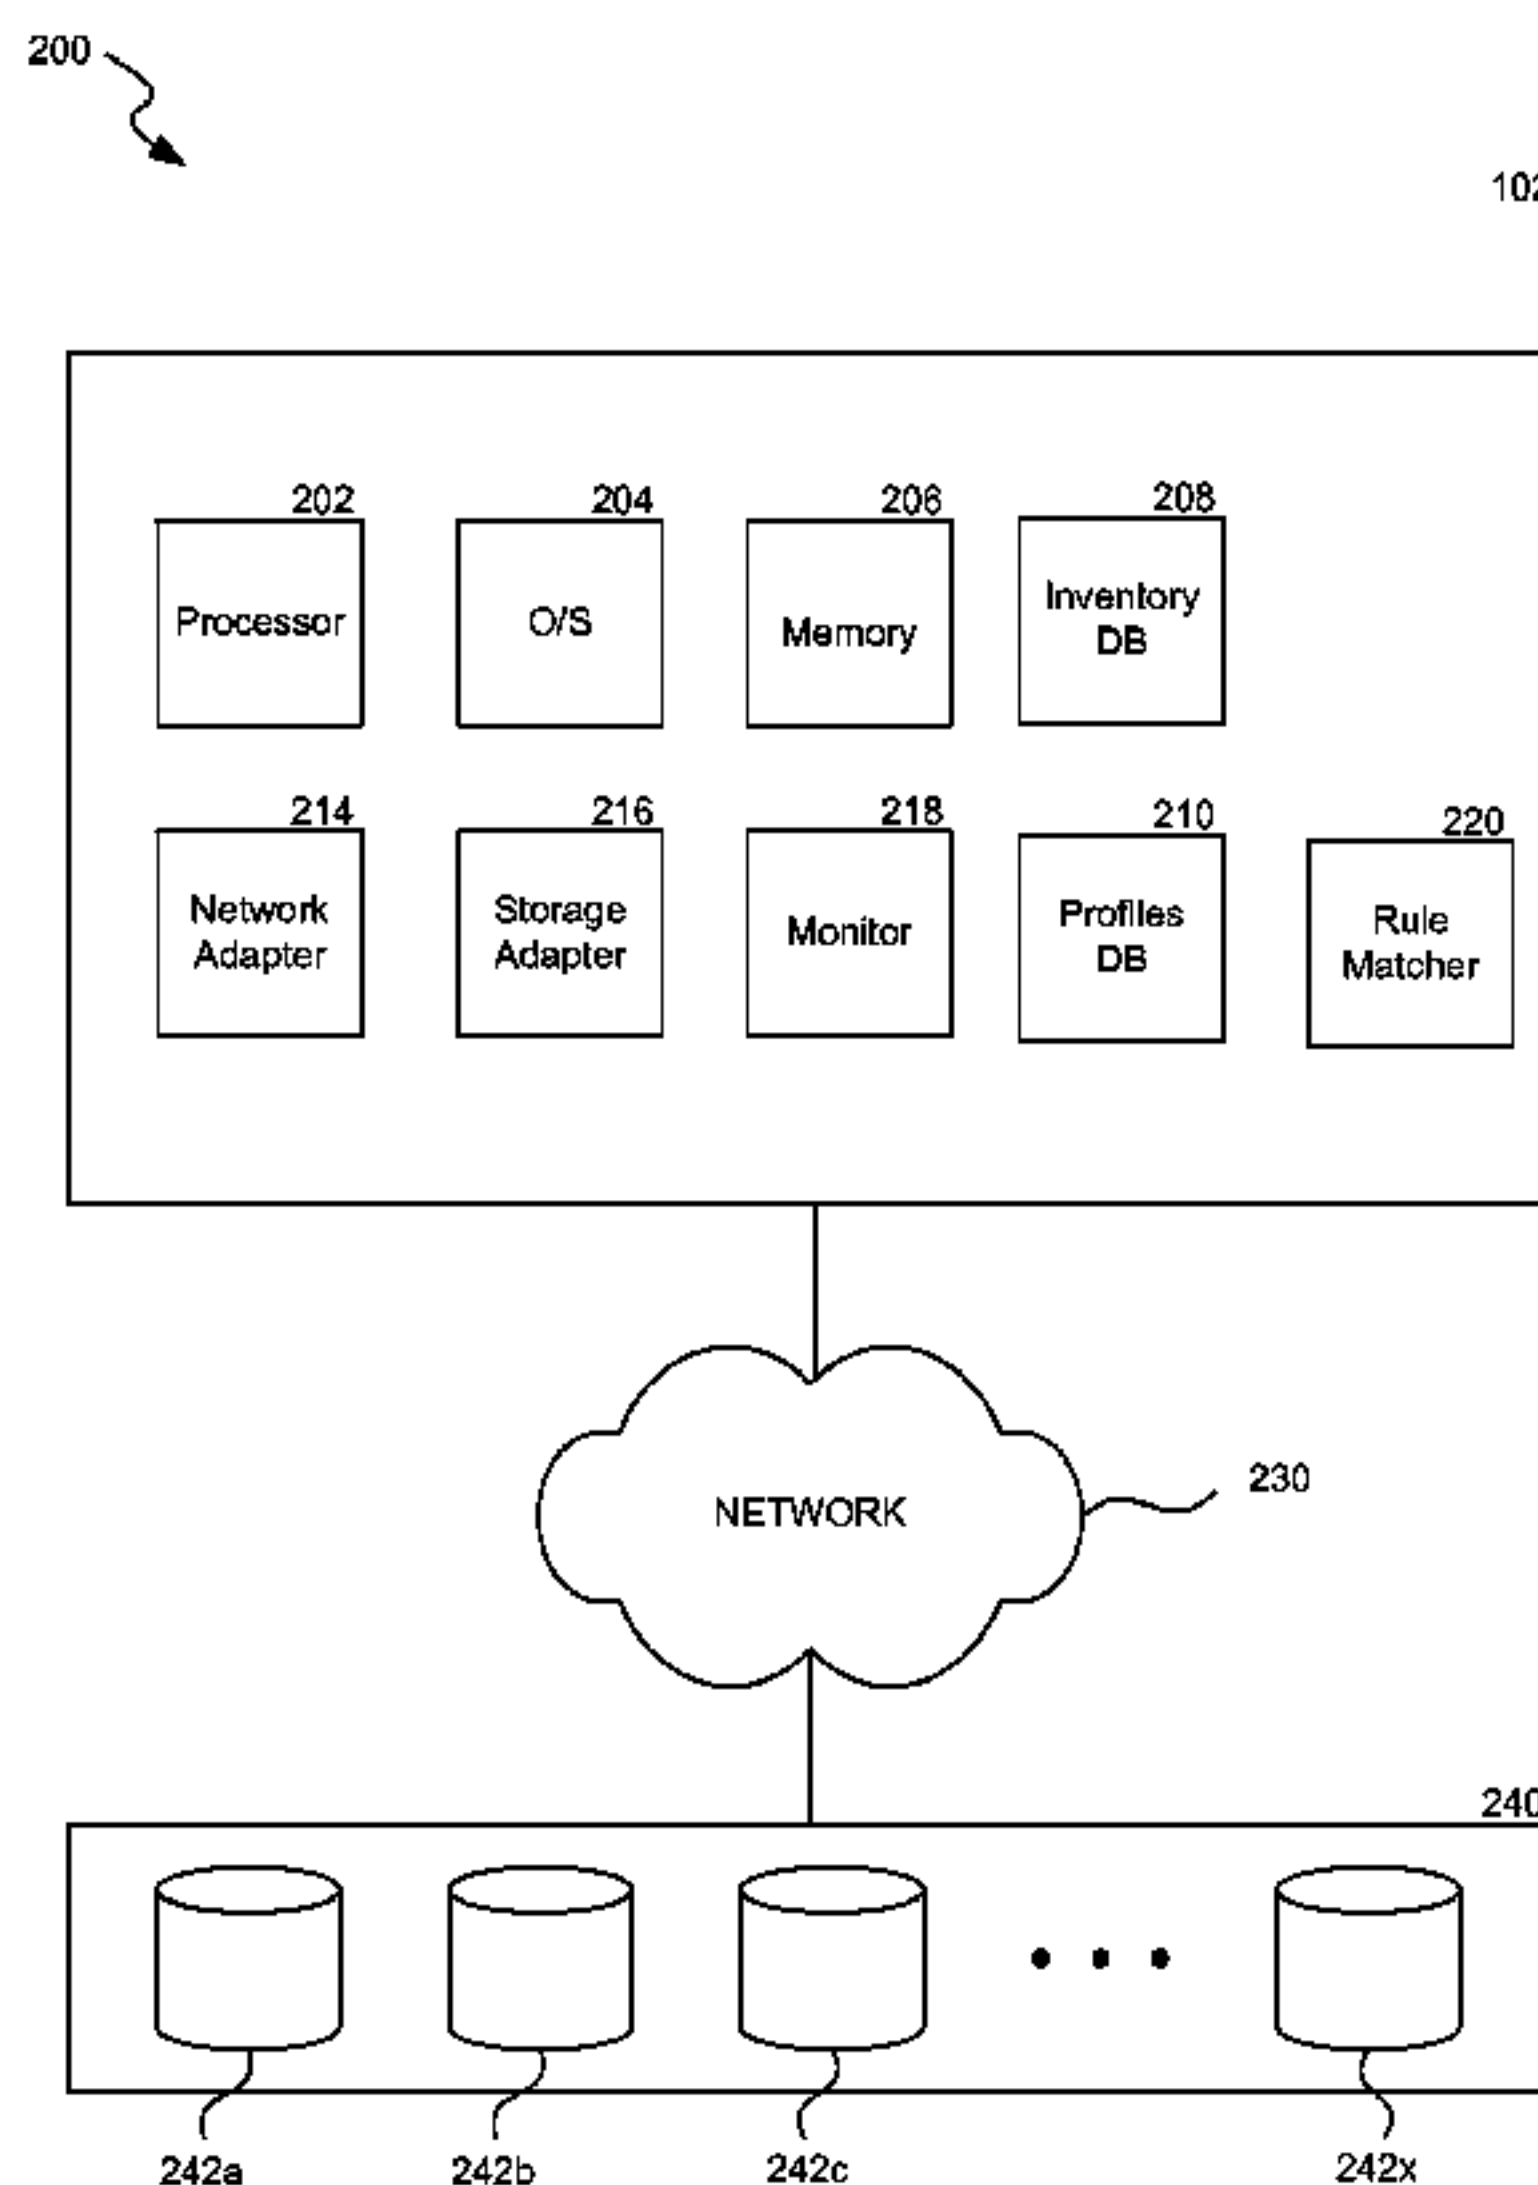 200
102
202
204
206
208
Processor
O/S
Memory
Inventory
DB
214
216
218
210
220
Network
Adapter
Storage
Adapter
Monitor
Profiles
DB
Rule
Matcher
NETWORK
230
240
242a
242b
242c
242x